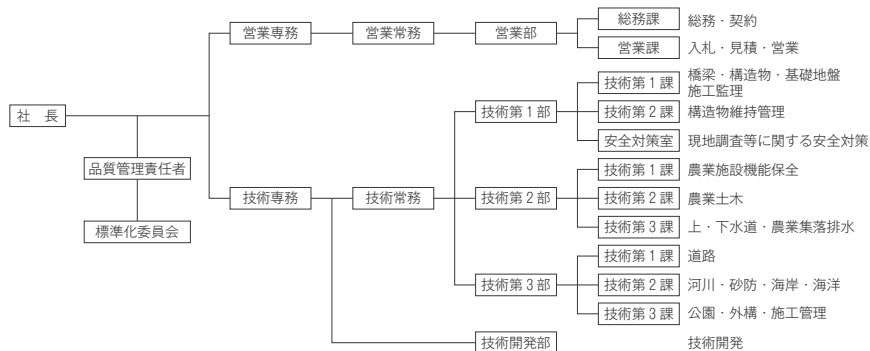 社　長
品質管理責任者
標準化委員会
営業専務
営業常務
営業部
総務課　総務・契約
営業課　入札・見積・営業
技術専務
技術常務
技術第１部
技術第１課　橋梁・構造物・基礎地盤
施工監理
技術第２課　構造物維持管理
安全対策室　現地調査等に関する安全対策
技術第２部
技術第１課　農業施設機能保全
技術第２課　農業土木
技術第３課　上・下水道・農業集落排水
技術第３部
技術第１課　道路
技術第２課　河川・砂防・海岸・海洋
技術第３課　公園・外構・施工管理
技術開発部　技術開発